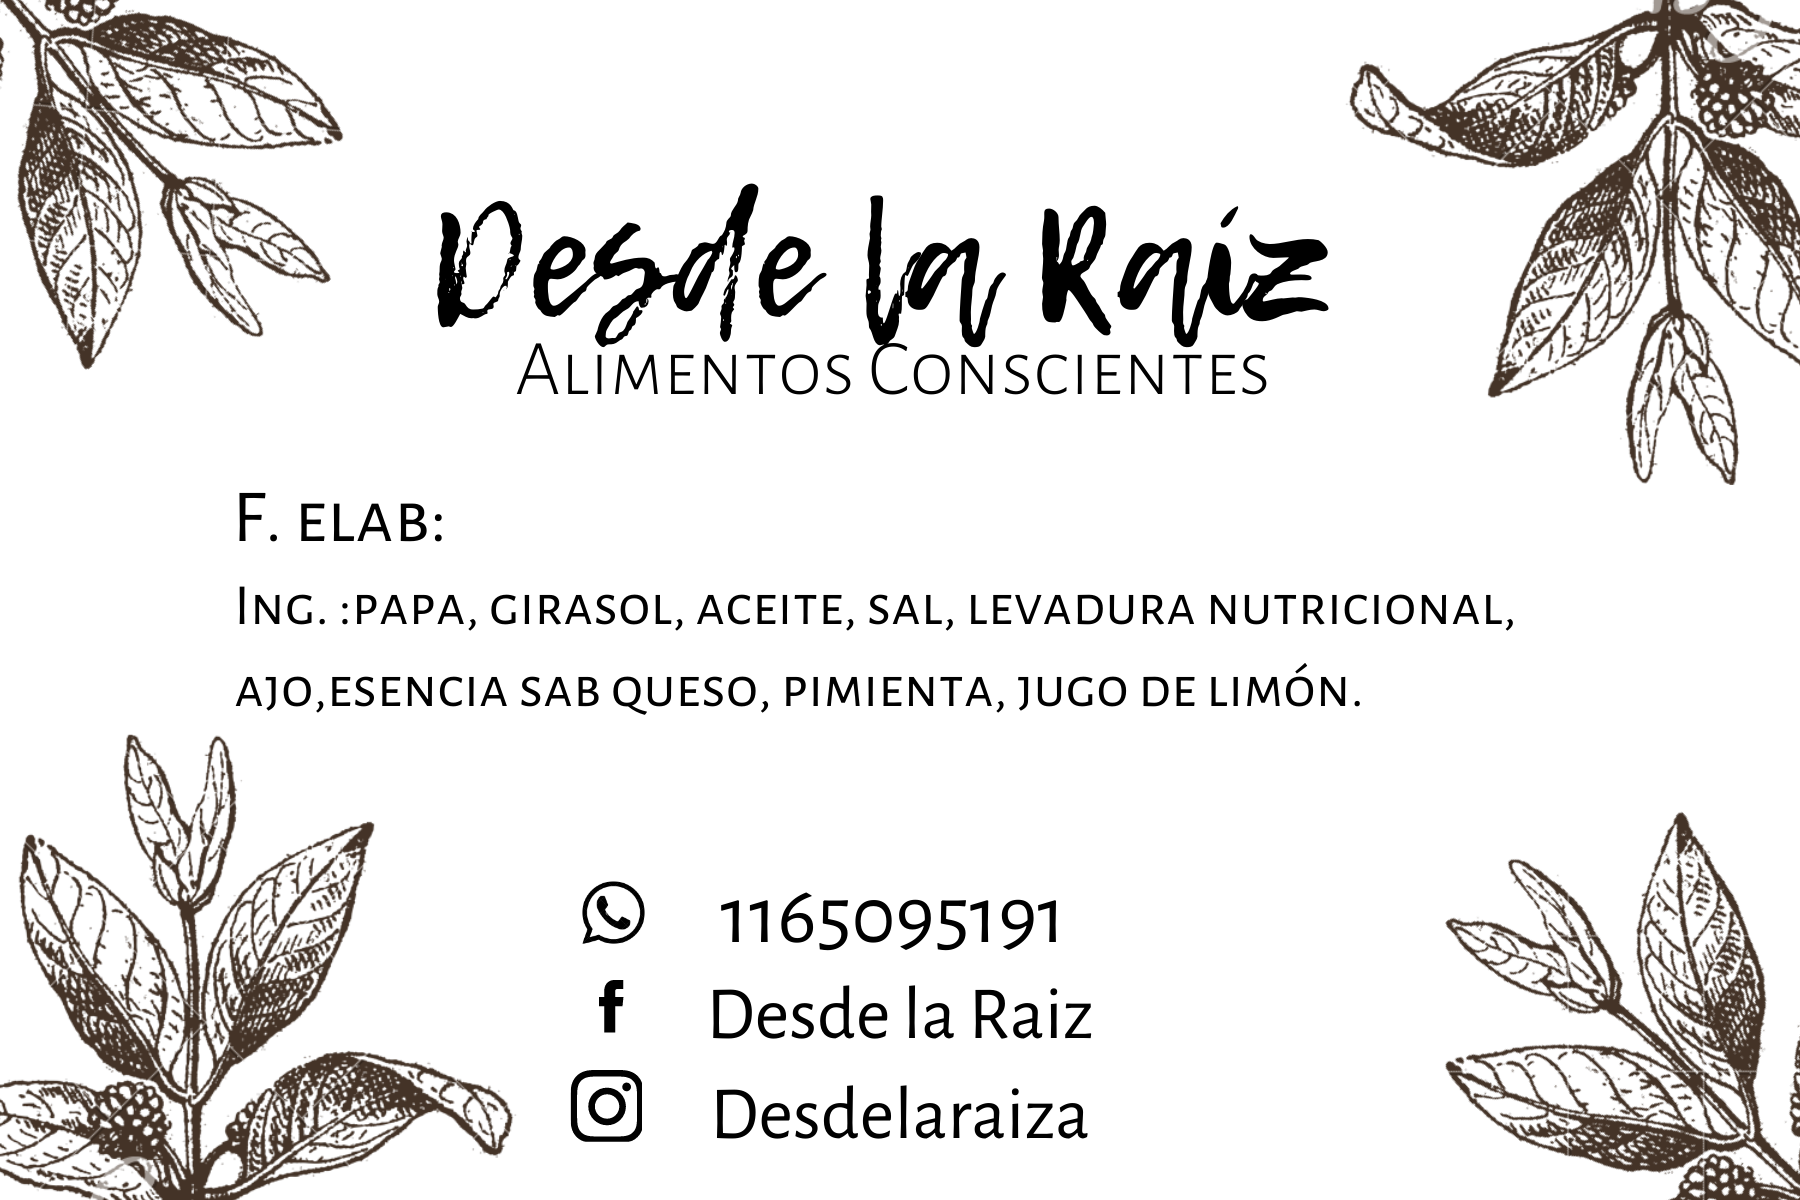 Desde la Raíz
Alimentos Conscientes
F. elab:
Ing. :papa, girasol, aceite, sal, levadura nutricional,
ajo,esencia sab queso, pimienta, jugo de limón.
1165095191
Desde la Raiz
Desdelaraiza